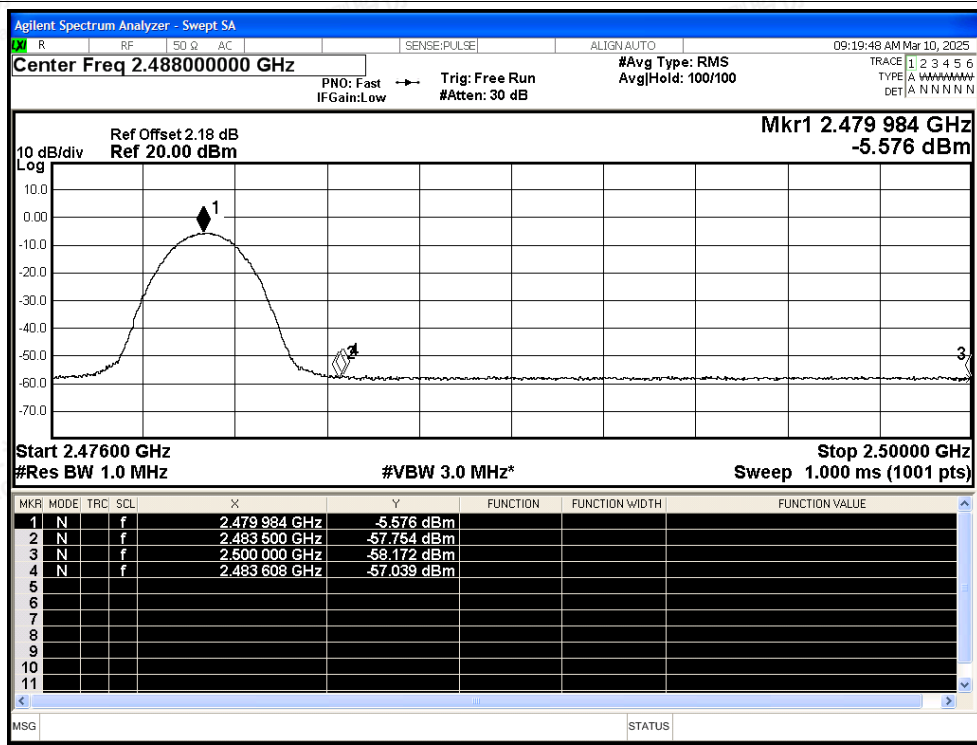 Agilent Spectrum Analyzer - Swept SA
LXI R RF 50 Ω AC SENSE:PULSE ALIGN AUTO 09:19:48 AM Mar 10, 2025
Center Freq 2.488000000 GHz
PNO: Fast
IFGain:Low
Trig: Free Run
#Atten: 30 dB
#Avg Type: RMS
Avg|Hold: 100/100
TRACE 1 2 3 4 5 6
TYPE A WWWWW
DET A N N N N N
Mkr1 2.479 984 GHz
-5.576 dBm
Ref Offset 2.18 dB
10 dB/div Ref 20.00 dBm
Log
10.0
0.00
-10.0
-20.0
-30.0
-40.0
-50.0
-60.0
-70.0
1
2 4
3
Start 2.47600 GHz Stop 2.50000 GHz
#Res BW 1.0 MHz #VBW 3.0 MHz* Sweep 1.000 ms (1001 pts)
MKR MODE TRC SCL X Y FUNCTION FUNCTION WIDTH FUNCTION VALUE
1 N f 2.479 984 GHz -5.576 dBm
2 N f 2.483 500 GHz -57.754 dBm
3 N f 2.500 000 GHz -58.172 dBm
4 N f 2.483 608 GHz -57.039 dBm
5
6
7
8
9
10
11
MSG STATUS